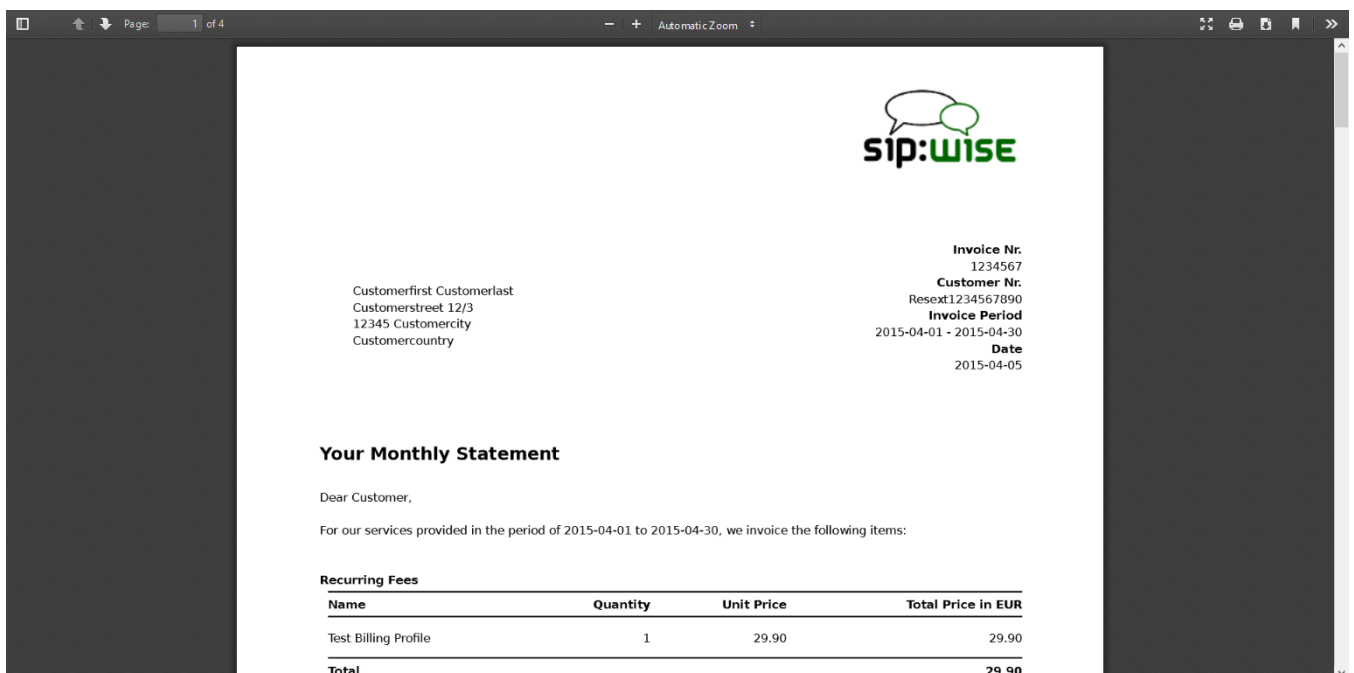 Page: 1 of 4
Automatic Zoom
sip:wise
Invoice Nr.
1234567
Customer Nr.
Resext1234567890
Invoice Period
2015-04-01 - 2015-04-30
Date
2015-04-05
Customerfirst Customerlast
Customerstreet 12/3
12345 Customercity
Customercountry
Your Monthly Statement
Dear Customer,
For our services provided in the period of 2015-04-01 to 2015-04-30, we invoice the following items:
Recurring Fees
Name Quantity Unit Price Total Price in EUR
Test Billing Profile 1 29.90 29.90
Total 29.90